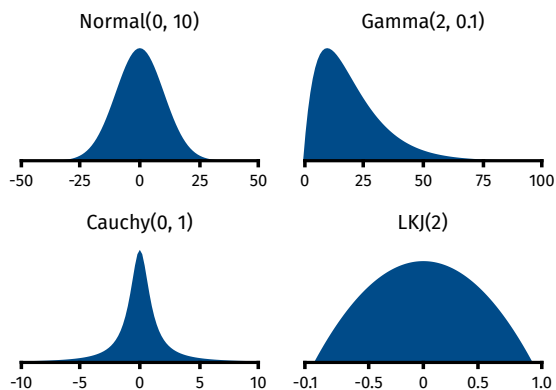 Normal(0, 10)
Gamma(2, 0.1)
-50 -25 0 25 50
0 25 50 75 100
Cauchy(0, 1)
LKJ(2)
-10 -5 0 5 10
-0.1 -0.5 0 0.5 1.0